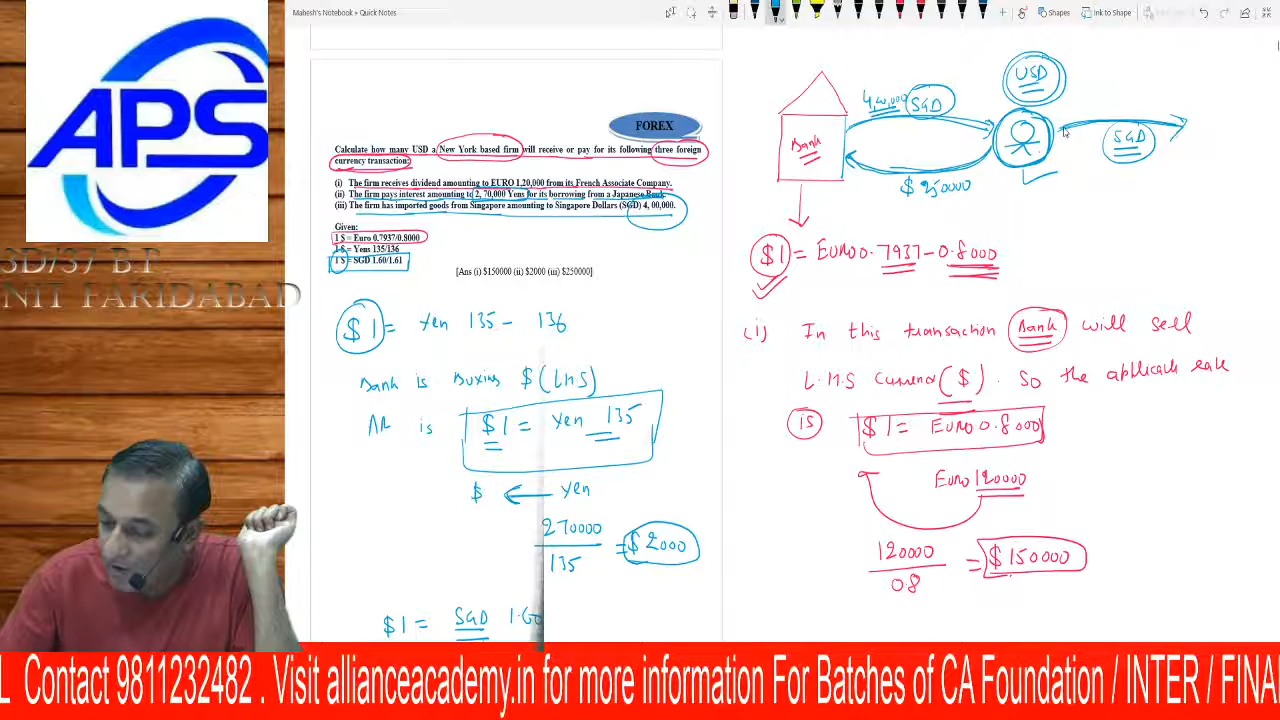 Mahesh's Notebook » Quick Notes
Shapes
Ink to Shape
APS
3D/37 B.P.
NIT FARIDABAD
FOREX
Calculate how many USD a New York based firm will receive or pay for its following three foreign
currency transaction:
(i) The firm receives dividend amounting to EURO 1,20,000 from its French Associate Company.
(ii) The firm pays interest amounting to 2, 70,000 Yens for its borrowing from a Japanese Bank.
(iii) The firm has imported goods from Singapore amounting to Singapore Dollars (SGD) 4, 00,000.
Given:
1 $ = Euro 0.7937/0.8000
1 $ = Yens 135/136
1 $ = SGD 1.60/1.61
[Ans (i) $150000 (ii) $2000 (iii) $250000]
$1 = Yen 135 - 136
Bank is Buying $ (LHS)
AR is $1 = Yen 135
$ ← Yen
270000
135
= $2000
$1 = SGD 1.60
USD
4,00,000 SGD
Bank
SGD
$ 250000
$1 = EURO 0.7937 - 0.8000
(i) In this transaction Bank will sell
L.H.S currency ($). So the applicable rate
is $1 = EURO 0.8000
EURO 120000
120000
0.8
= $150000
L Contact 9811232482 . Visit allianceacademy.in for more information For Batches of CA Foundation / INTER / FINA